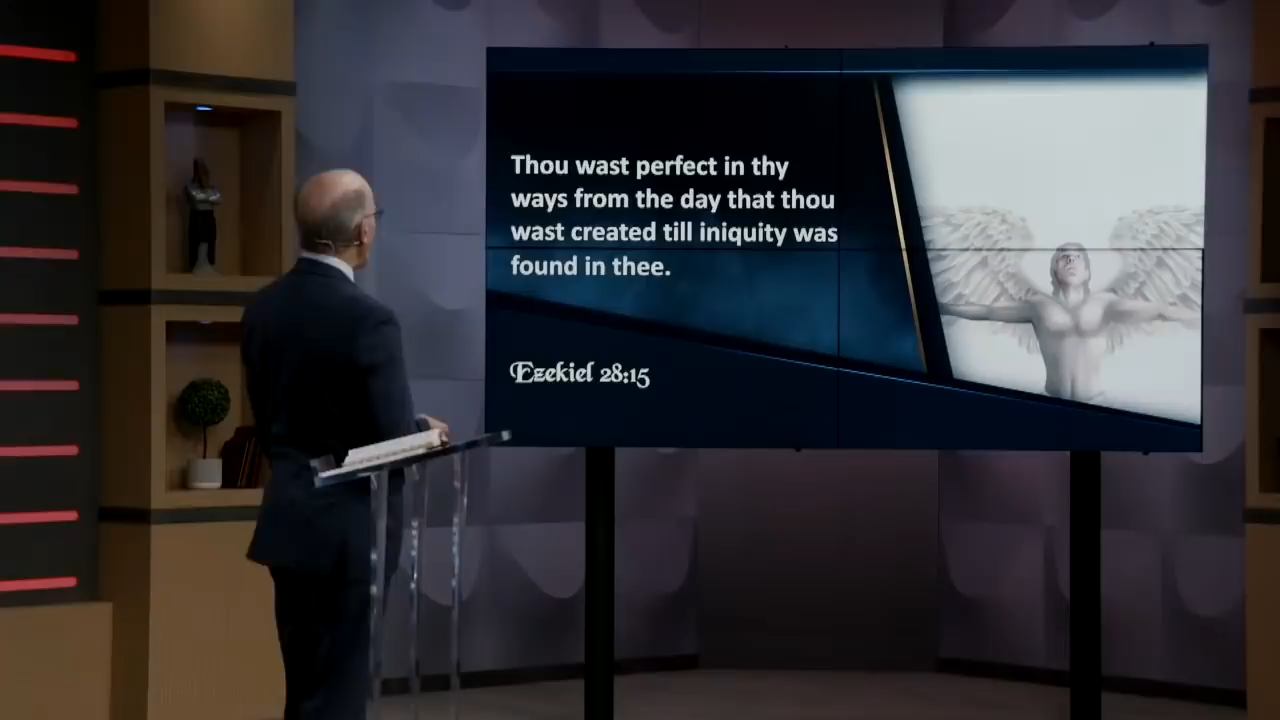 Thou wast perfect in thy
ways from the day that thou
wast created till iniquity was
found in thee.
Ezekiel 28:15